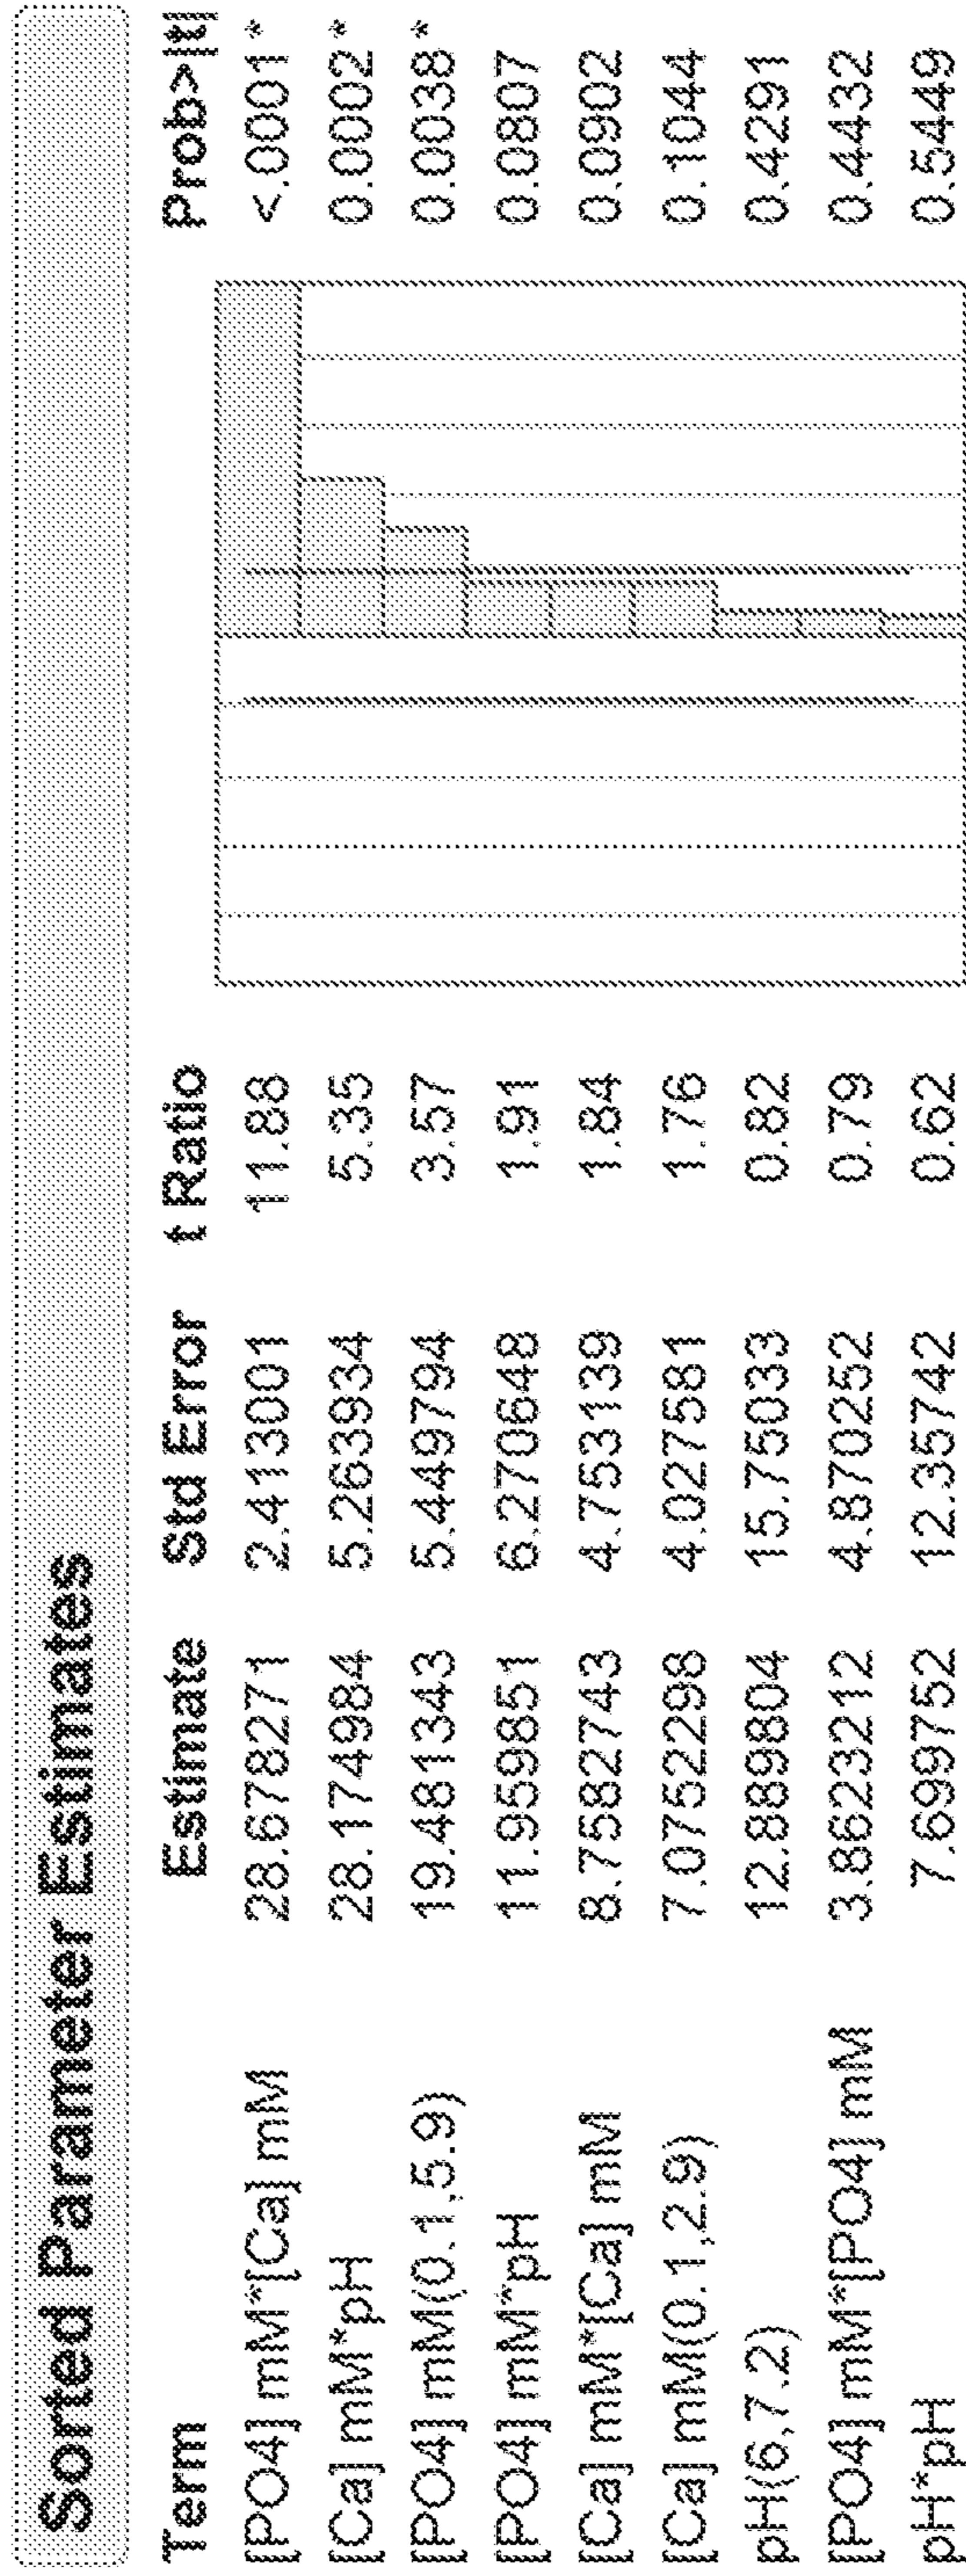 Sorted Parameter Estimates
Term Estimate Std Error t Ratio Prob>|t|
[PO4] mM*[Ca] mM 28.678271 2.413001 11.88 <.0001*
[Ca] mM*pH 28.174984 5.263934 5.35 0.0002*
[PO4] mM(0.1,5.9) 19.481343 5.449794 3.57 0.0038*
[PO4] mM*pH 11.959851 6.270648 1.91 0.0807
[Ca] mM*[Ca] mM 8.7582743 4.753139 1.84 0.0902
[Ca] mM(0.1,2.9) 7.0752298 4.027581 1.76 0.1044
pH(6,7.2) 12.889804 15.75033 0.82 0.4291
[PO4] mM*[PO4] mM 3.8623212 4.870252 0.79 0.4432
pH*pH 7.699752 12.35742 0.62 0.5449